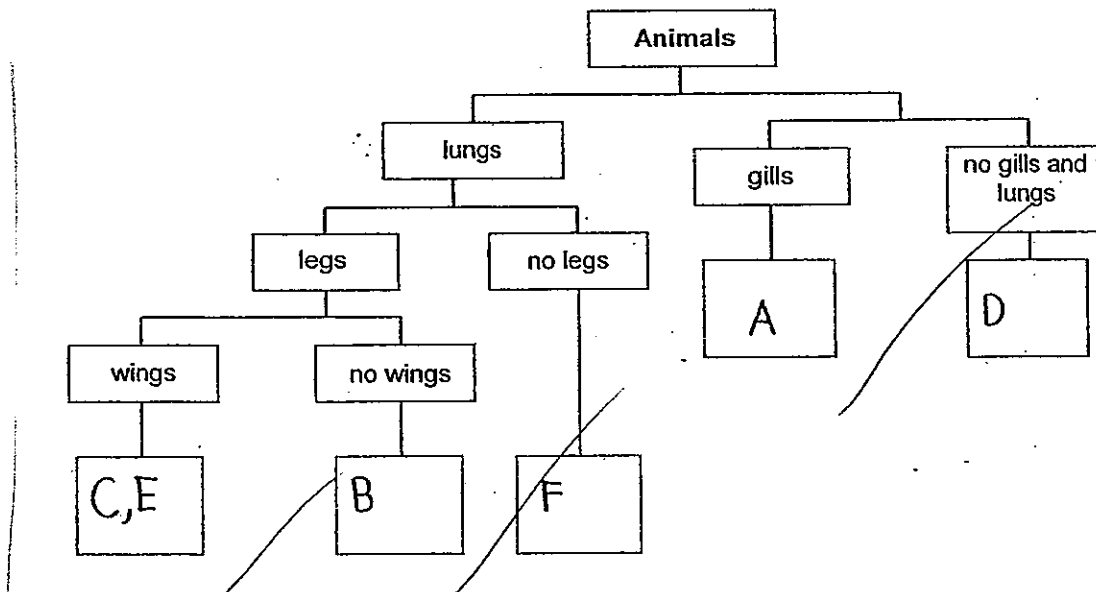 Animals
lungs
gills
no gills and
lungs
legs
no legs
A
D
wings
no wings
C,E
B
F